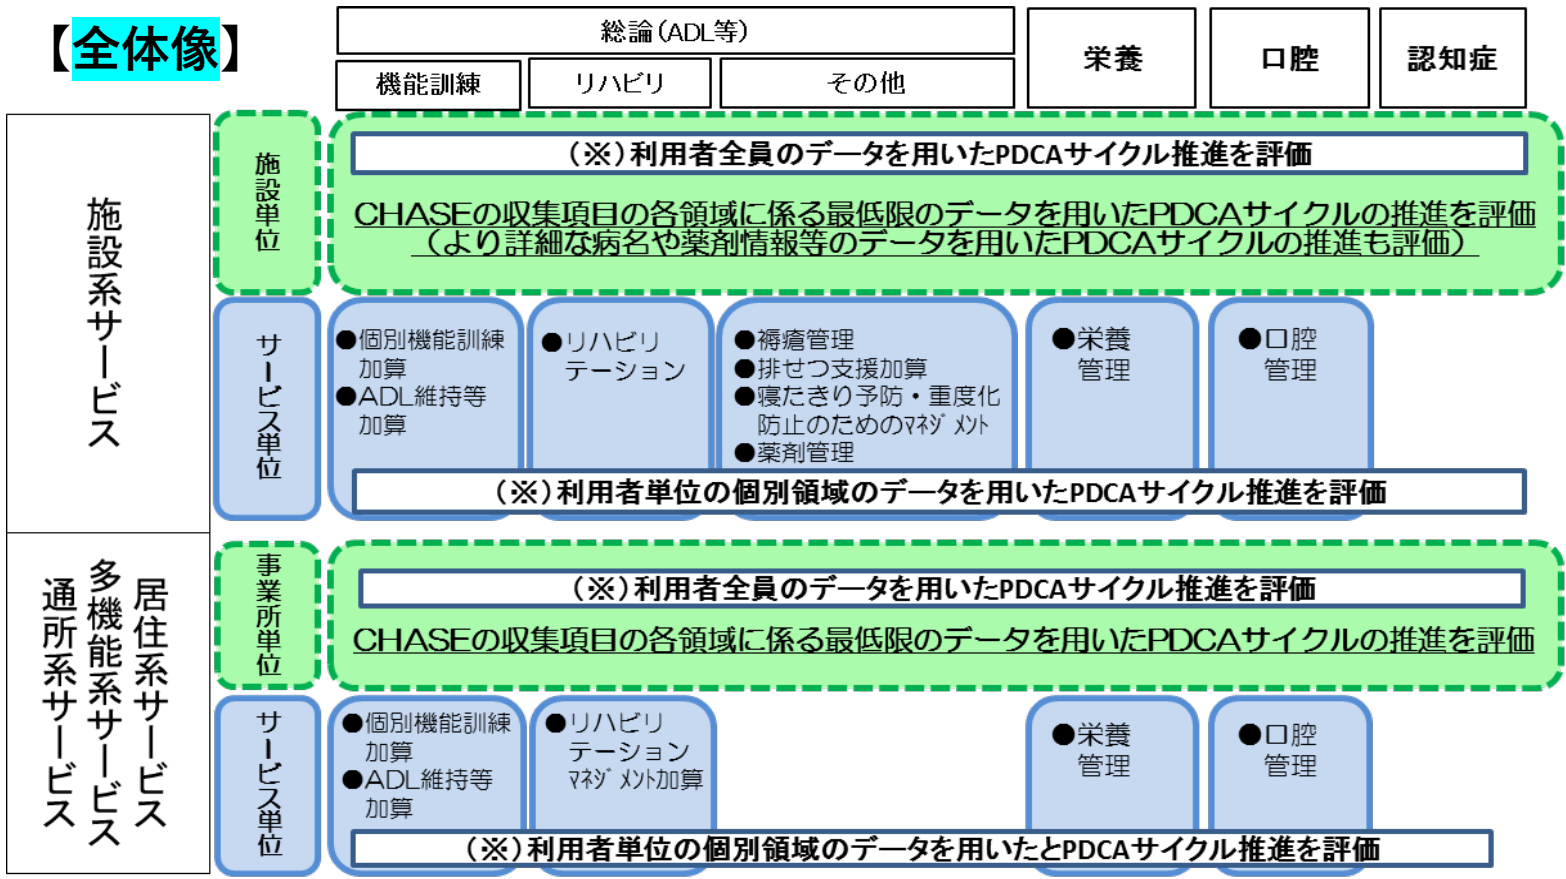 【全体像】
総論(ADL等)
機能訓練
リハビリ
その他
栄養
口腔
認知症
施設系サービス
施設単位
(※)利用者全員のデータを用いたPDCAサイクル推進を評価
CHASEの収集項目の各領域に係る最低限のデータを用いたPDCAサイクルの推進を評価
（より詳細な病名や薬剤情報等のデータを用いたPDCAサイクルの推進も評価）
サービス単位
●個別機能訓練
加算
●ADL維持等
加算
●リハビリ
テーション
●褥瘡管理
●排せつ支援加算
●寝たきり予防・重度化
防止のためのﾏﾈｼﾞﾒﾝﾄ
●薬剤管理
●栄養
管理
●口腔
管理
(※)利用者単位の個別領域のデータを用いたPDCAサイクル推進を評価
居住系サービス
多機能系サービス
通所系サービス
事業所単位
(※)利用者全員のデータを用いたPDCAサイクル推進を評価
CHASEの収集項目の各領域に係る最低限のデータを用いたPDCAサイクルの推進を評価
サービス単位
●個別機能訓練
加算
●ADL維持等
加算
●リハビリ
テーション
ﾏﾈｼﾞﾒﾝﾄ加算
●栄養
管理
●口腔
管理
(※)利用者単位の個別領域のデータを用いたとPDCAサイクル推進を評価